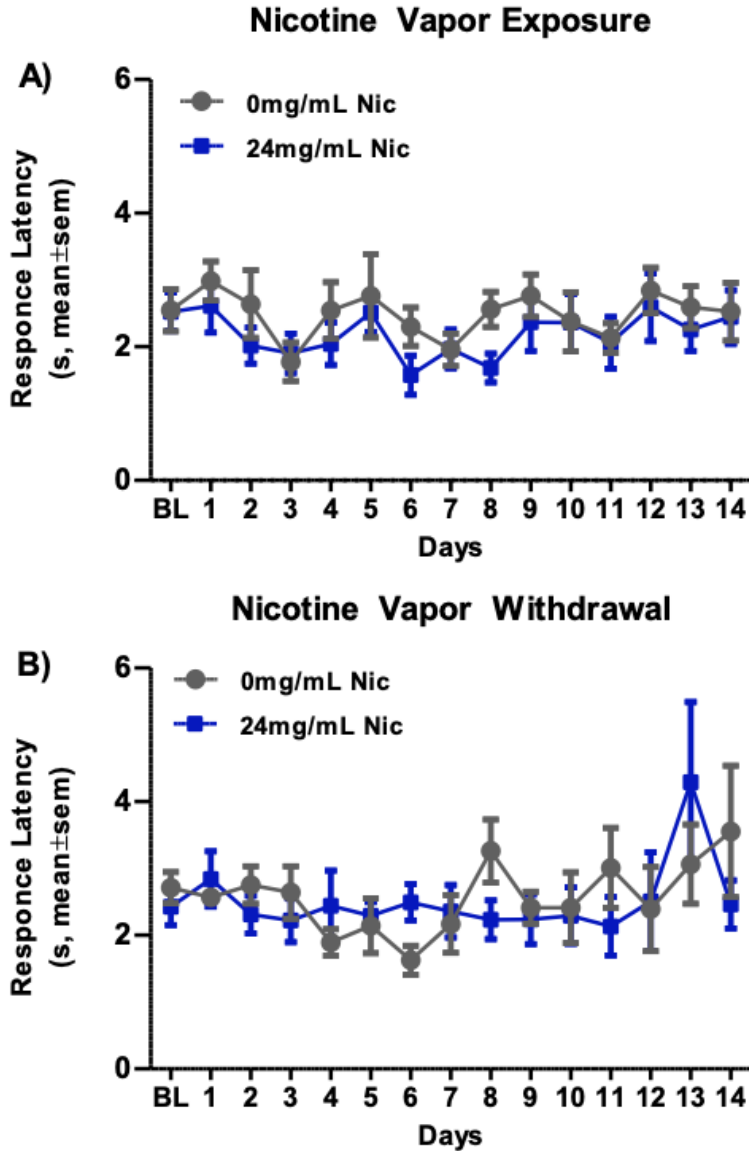 Nicotine Vapor Exposure
A)
6
0mg/mL Nic
24mg/mL Nic
4
Responce Latency
(s, mean±sem)
2
0
BL 1 2 3 4 5 6 7 8 9 10 11 12 13 14
Days
Nicotine Vapor Withdrawal
B)
6
0mg/mL Nic
24mg/mL Nic
4
Responce Latency
(s, mean±sem)
2
0
BL 1 2 3 4 5 6 7 8 9 10 11 12 13 14
Days